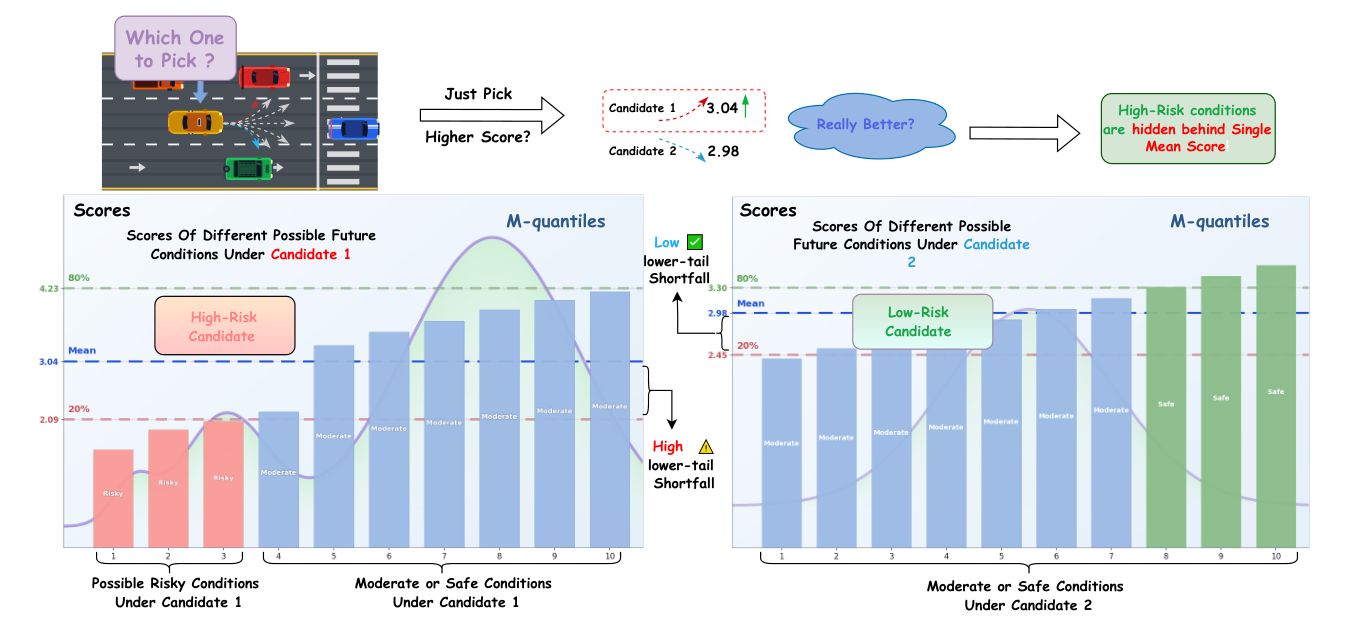 Which One
to Pick ?
Just Pick
Higher Score?
Candidate 1
3.04
Candidate 2
2.98
Really Better?
High-Risk conditions
are hidden behind Single
Mean Score
Scores
M-quantiles
Scores Of Different Possible Future
Conditions Under Candidate 1
80%
4.23
High-Risk
Candidate
Mean
3.04
20%
2.09
Risky
Risky
Risky
Moderate
Moderate
Moderate
Moderate
Moderate
Moderate
Moderate
1
2
3
4
5
6
7
8
9
10
Possible Risky Conditions
Under Candidate 1
Moderate or Safe Conditions
Under Candidate 1
Low
lower-tail
Shortfall
High
lower-tail
Shortfall
Scores
M-quantiles
Scores Of Different Possible
Future Conditions Under Candidate
2
80%
3.30
Mean
2.98
Low-Risk
Candidate
20%
2.45
Moderate
Moderate
Moderate
Moderate
Moderate
Moderate
Moderate
Safe
Safe
Safe
1
2
3
4
5
6
7
8
9
10
Moderate or Safe Conditions
Under Candidate 2